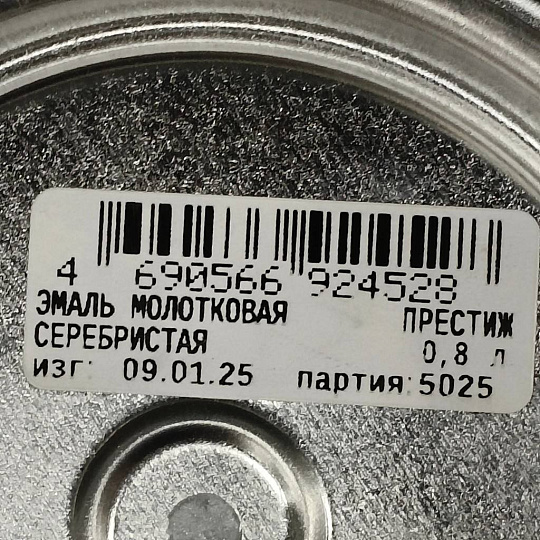 4 690566 924528
ЭМАЛЬ МОЛОТКОВАЯ ПРЕСТИЖ
СЕРЕБРИСТАЯ 0,8 л
изг: 09.01.25 партия:5025